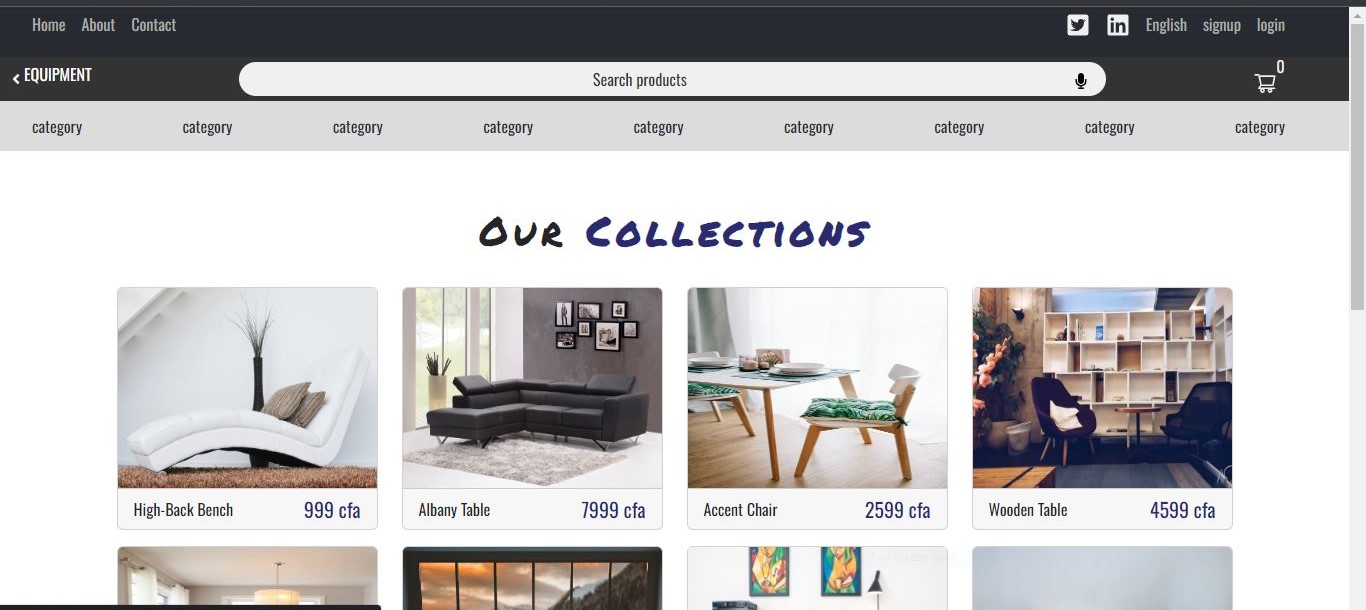 Home About Contact English signup login
EQUIPMENT Search products 0
category category category category category category category category category
Our Collections
High-Back Bench 999 cfa Albany Table 7999 cfa Accent Chair 2599 cfa Wooden Table 4599 cfa